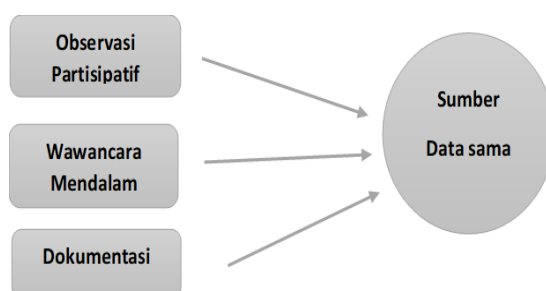 Observasi
Partisipatif
Wawancara
Mendalam
Dokumentasi
Sumber
Data sama